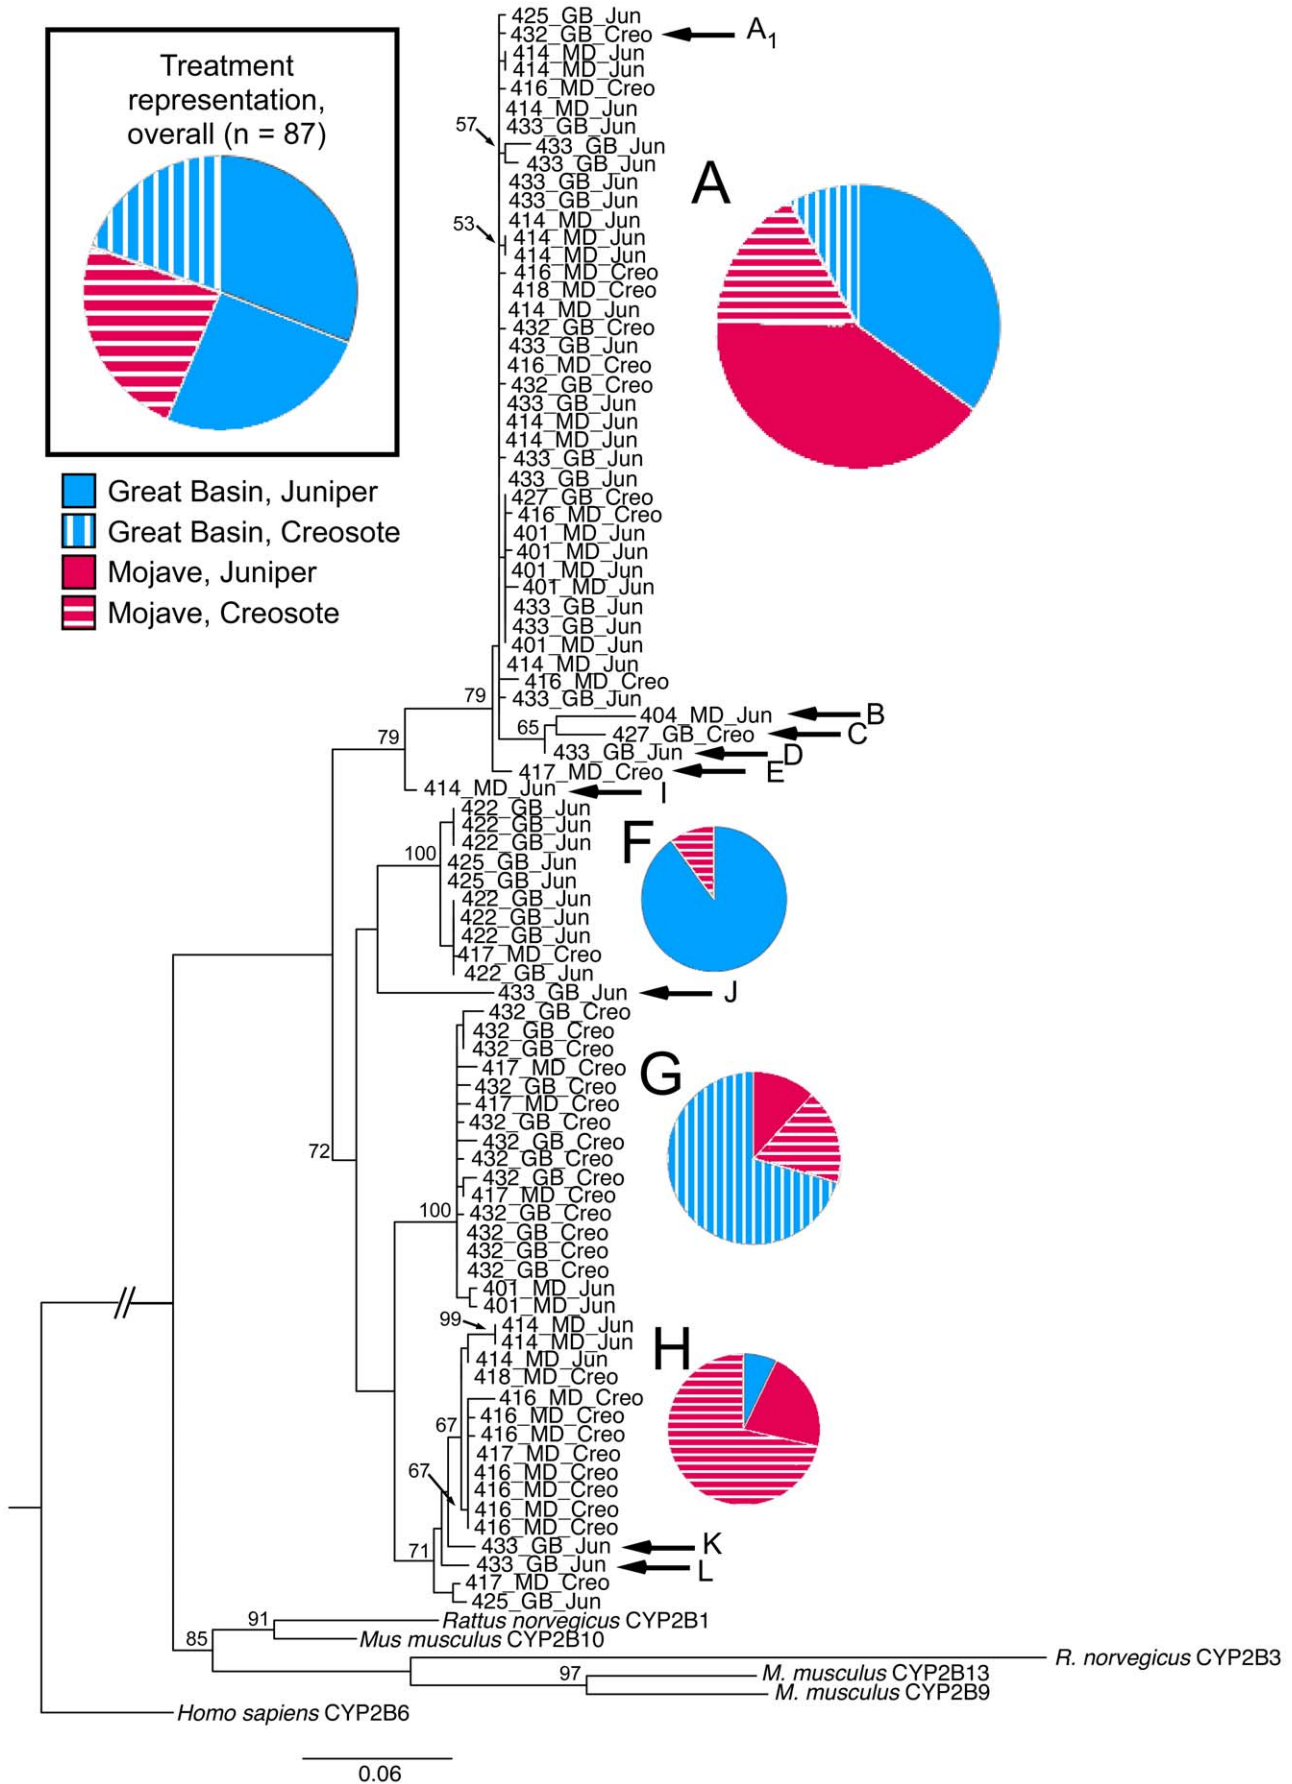 Treatment
representation,
overall (n = 87)
Great Basin, Juniper
Great Basin, Creosote
Mojave, Juniper
Mojave, Creosote
425_GB_Jun
432_GB_Creo
A1
414_MD_Jun
414_MD_Jun
416_MD_Creo
414_MD_Jun
433_GB_Jun
57
433_GB_Jun
433_GB_Jun
433_GB_Jun
433_GB_Jun
A
414_MD_Jun
53
414_MD_Jun
414_MD_Jun
416_MD_Creo
418_MD_Creo
414_MD_Jun
432_GB_Creo
433_GB_Jun
416_MD_Creo
432_GB_Creo
433_GB_Jun
414_MD_Jun
414_MD_Jun
433_GB_Jun
433_GB_Jun
427_GB_Creo
416_MD_Creo
401_MD_Jun
401_MD_Jun
401_MD_Jun
401_MD_Jun
433_GB_Jun
433_GB_Jun
401_MD_Jun
414_MD_Jun
416_MD_Creo
79
433_GB_Jun
404_MD_Jun
B
65
427_GB_Creo
C
79
433_GB_Jun
D
417_MD_Creo
E
414_MD_Jun
I
422_GB_Jun
422_GB_Jun
422_GB_Jun
F
100
425_GB_Jun
425_GB_Jun
422_GB_Jun
422_GB_Jun
422_GB_Jun
417_MD_Creo
422_GB_Jun
433_GB_Jun
J
432_GB_Creo
432_GB_Creo
432_GB_Creo
417_MD_Creo
G
432_GB_Creo
417_MD_Creo
432_GB_Creo
432_GB_Creo
72
432_GB_Creo
432_GB_Creo
417_MD_Creo
100
432_GB_Creo
432_GB_Creo
432_GB_Creo
432_GB_Creo
401_MD_Jun
401_MD_Jun
99
414_MD_Jun
414_MD_Jun
H
414_MD_Jun
418_MD_Creo
416_MD_Creo
416_MD_Creo
67
416_MD_Creo
417_MD_Creo
67
416_MD_Creo
416_MD_Creo
416_MD_Creo
416_MD_Creo
433_GB_Jun
K
71
433_GB_Jun
L
417_MD_Creo
425_GB_Jun
91
Rattus norvegicus CYP2B1
85
Mus musculus CYP2B10
R. norvegicus CYP2B3
97
M. musculus CYP2B13
M. musculus CYP2B9
Homo sapiens CYP2B6
0.06